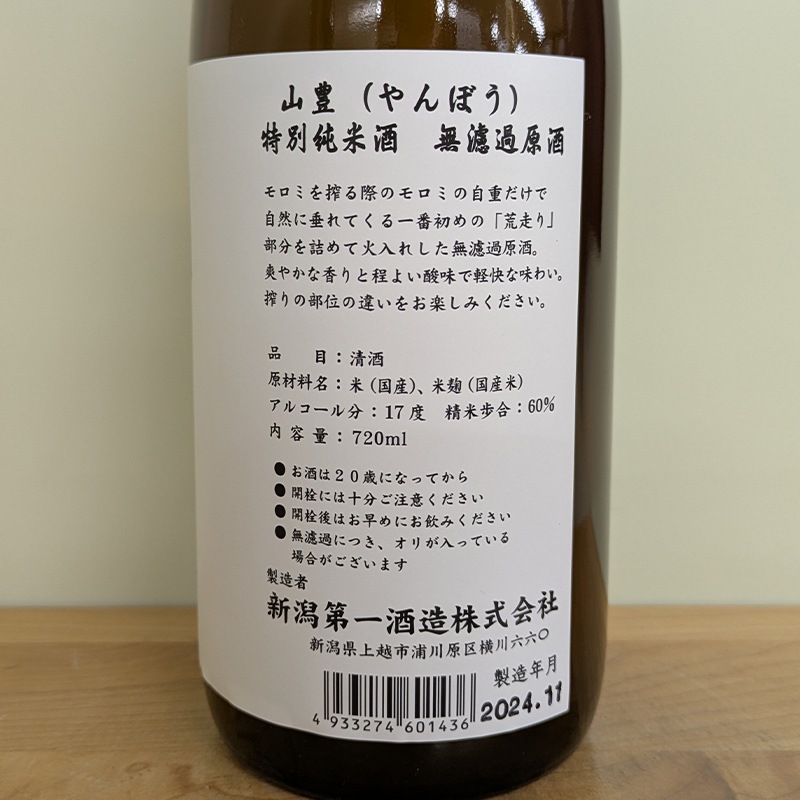 山豊（やんぼう）
特別純米酒　無濾過原酒
モロミを搾る際のモロミの自重だけで
自然に垂れてくる一番初めの「荒走り」
部分を詰めて火入れした無濾過原酒。
爽やかな香りと程よい酸味で軽快な味わい。
搾りの部位の違いをお楽しみください。
品　目：清酒
原材料名：米（国産）、米麹（国産米）
アルコール分：17度　精米歩合：60%
内容量：720ml
●お酒は20歳になってから
●開栓には十分ご注意ください
●開栓後はお早めにお飲みください
●無濾過につき、オリが入っている
場合がございます
製造者
新潟第一酒造株式会社
新潟県上越市浦川原区横川六六〇
製造年月
2024.11
4 933274 601436